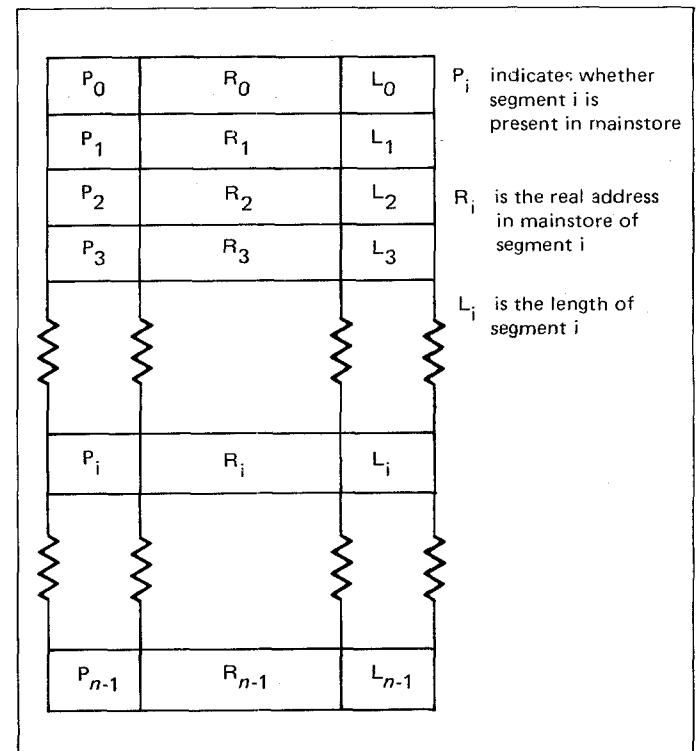 P0 R0 L0
P1 R1 L1
P2 R2 L2
P3 R3 L3
Pi Ri Li
Pn-1 Rn-1 Ln-1
Pi indicates whether
segment i is
present in mainstore
Ri is the real address
in mainstore of
segment i
Li is the length of
segment i